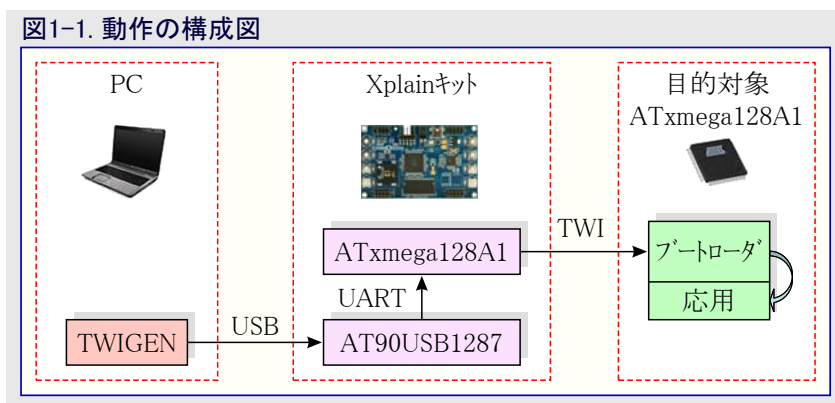 図1-1. 動作の構成図
PC
Xplainｷｯﾄ
目的対象
ATxmega128A1
TWI
ATxmega128A1
ﾌﾞｰﾄﾛｰﾀﾞ
UART
応用
USB
TWIGEN
AT90USB1287